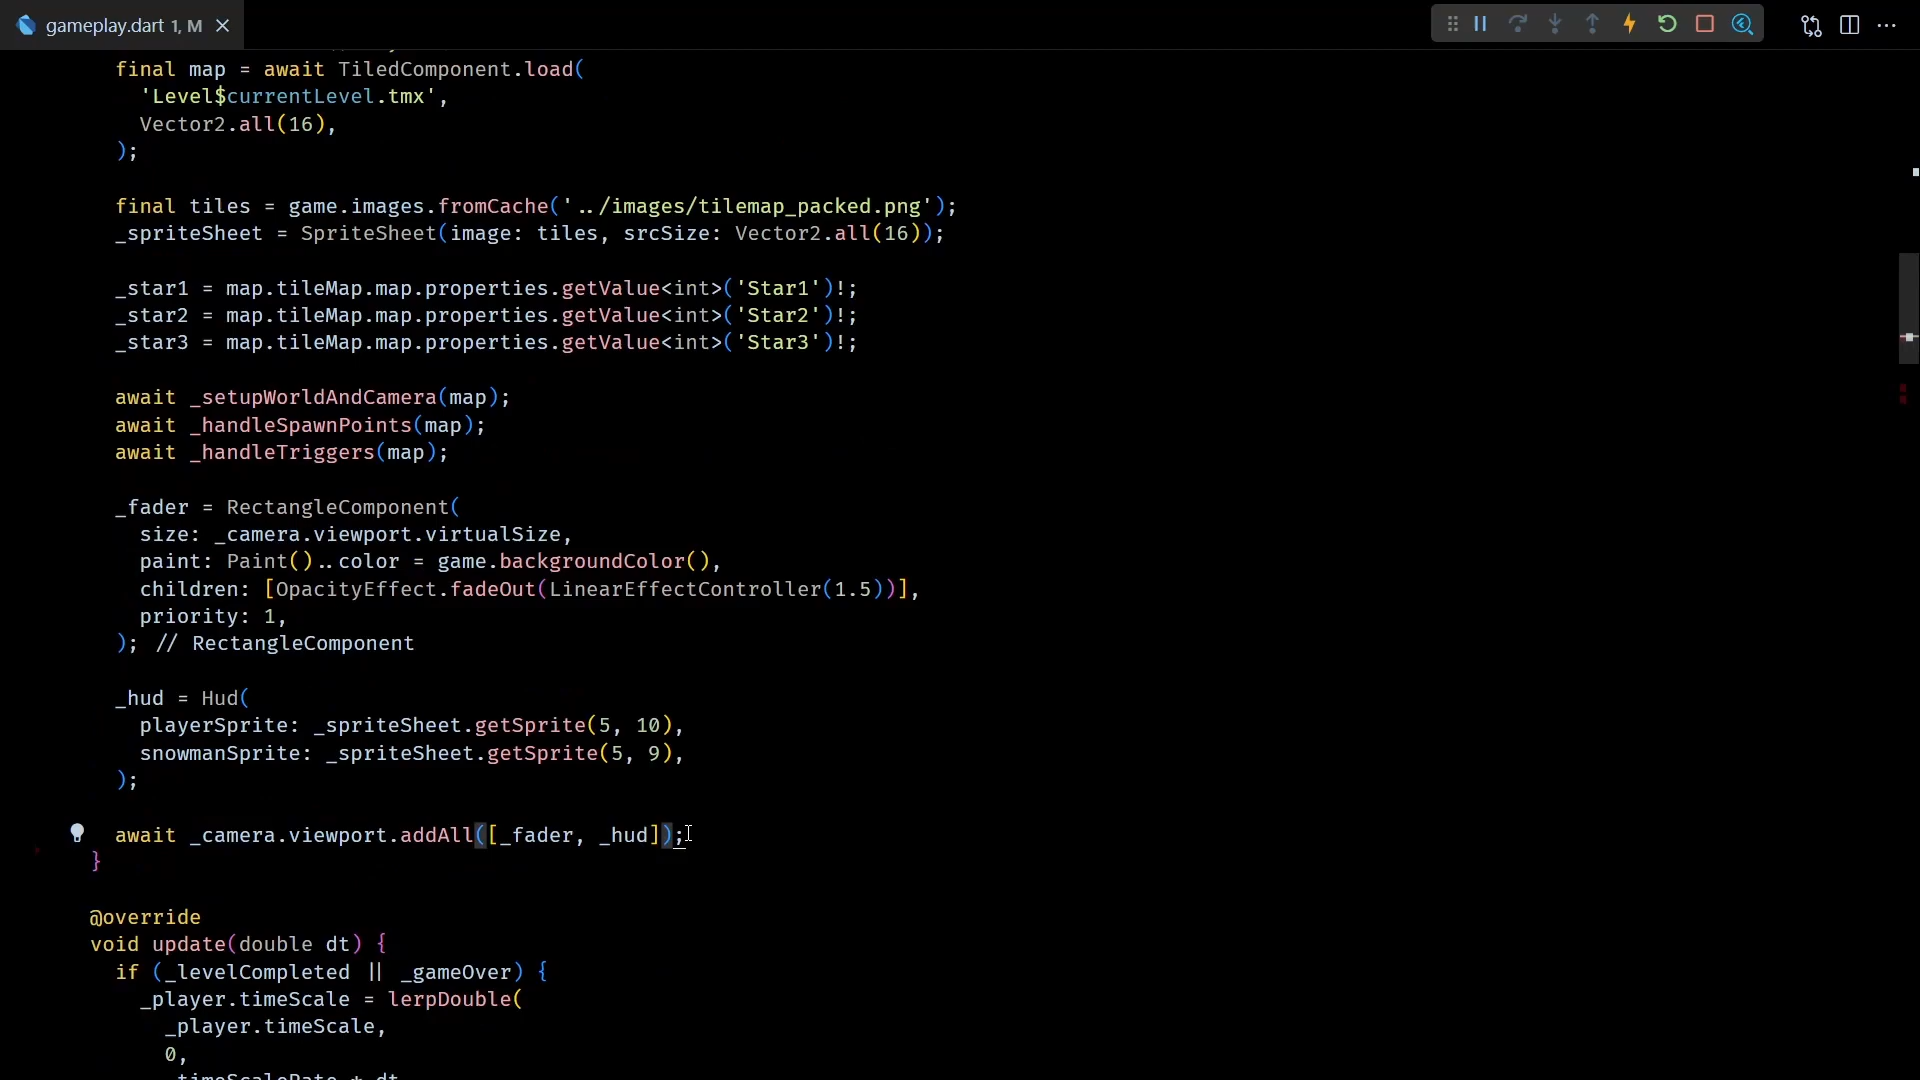 gameplay.dart 1, M
final map = await TiledComponent.load(
'Level$currentLevel.tmx',
Vector2.all(16),
);
final tiles = game.images.fromCache('../images/tilemap_packed.png');
_spriteSheet = SpriteSheet(image: tiles, srcSize: Vector2.all(16));
_star1 = map.tileMap.map.properties.getValue<int>('Star1')!;
_star2 = map.tileMap.map.properties.getValue<int>('Star2')!;
_star3 = map.tileMap.map.properties.getValue<int>('Star3')!;
await _setupWorldAndCamera(map);
await _handleSpawnPoints(map);
await _handleTriggers(map);
_fader = RectangleComponent(
size: _camera.viewport.virtualSize,
paint: Paint()..color = game.backgroundColor(),
children: [OpacityEffect.fadeOut(LinearEffectController(1.5))],
priority: 1,
); // RectangleComponent
_hud = Hud(
playerSprite: _spriteSheet.getSprite(5, 10),
snowmanSprite: _spriteSheet.getSprite(5, 9),
);
await _camera.viewport.addAll([_fader, _hud]);
}
@override
void update(double dt) {
if (_levelCompleted || _gameOver) {
_player.timeScale = lerpDouble(
_player.timeScale,
0,
_timeScaleRate * dt